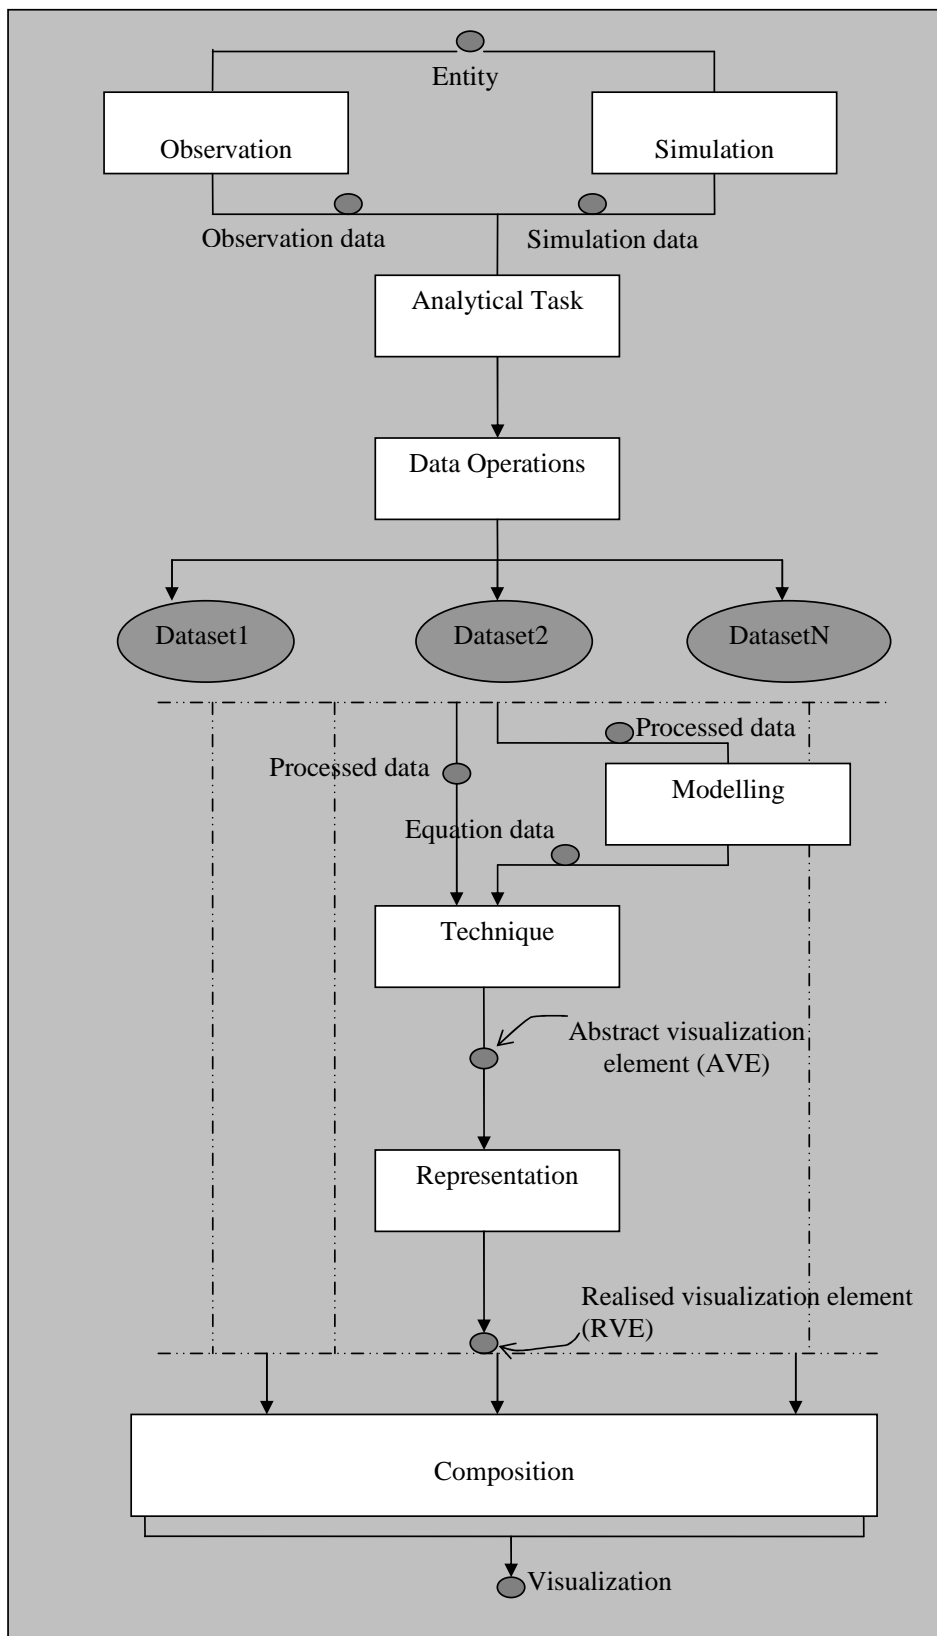 Entity
Observation
Simulation
Observation data
Simulation data
Analytical Task
Data Operations
Dataset1
Dataset2
DatasetN
Processed data
Processed data
Modelling
Equation data
Technique
Abstract visualization
element (AVE)
Representation
Realised visualization element
(RVE)
Composition
Visualization